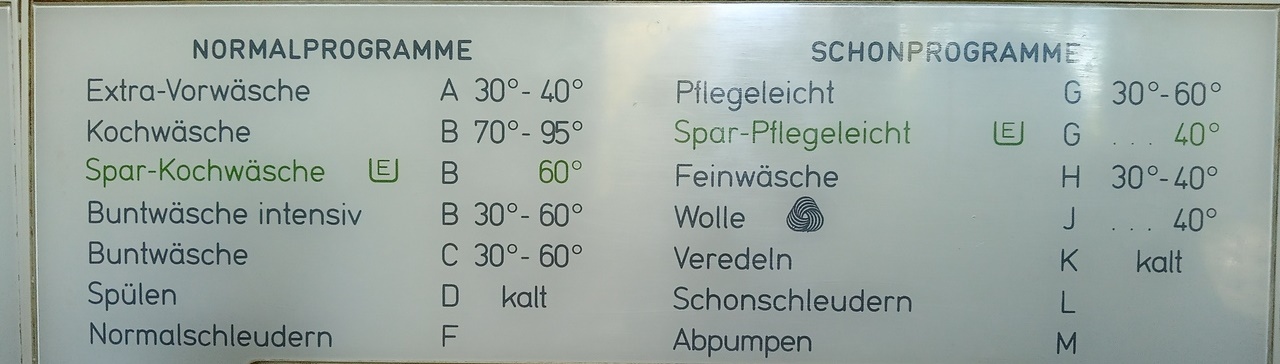 NORMALPROGRAMME
Extra-Vorwäsche A 30°- 40°
Kochwäsche B 70°- 95°
Spar-Kochwäsche E B 60°
Buntwäsche intensiv B 30°- 60°
Buntwäsche C 30°- 60°
Spülen D kalt
Normalschleudern F
SCHONPROGRAMME
Pflegeleicht G 30°-60°
Spar-Pflegeleicht E G ... 40°
Feinwäsche H 30°-40°
Wolle J ... 40°
Veredeln K kalt
Schonschleudern L
Abpumpen M